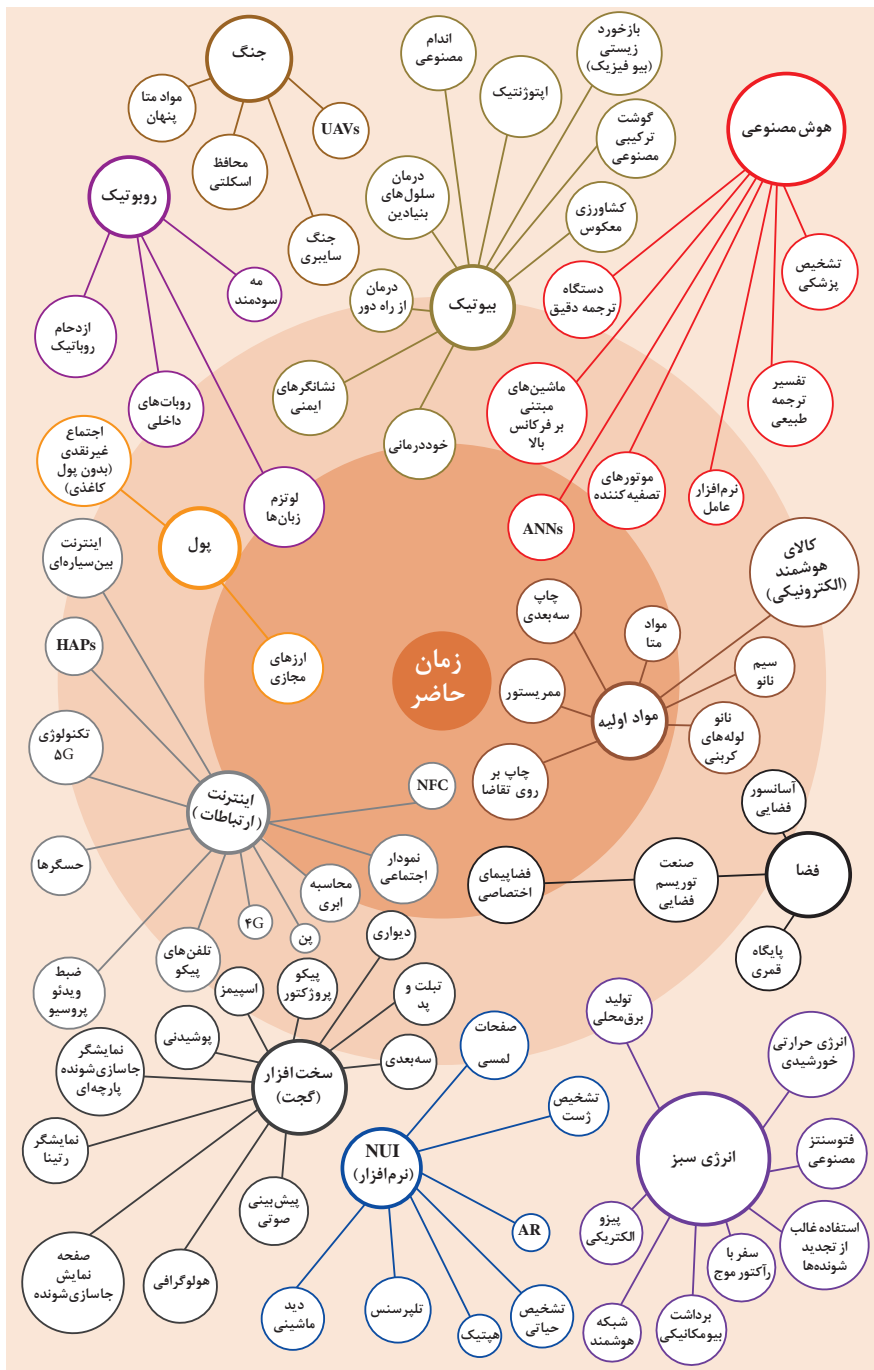 جنگ
مواد متا
پنهان
محافظ
اسکلتی
جنگ
سایبری
UAVs
روبوتیک
ازدحام
روباتیک
روبات‌های
داخلی
لوتزم
زبان‌ها
مه
سودمند
بیوتیک
اندام
مصنوعی
اپتوژنتیک
بازخورد
زیستی
(بیو فیزیک)
گوشت
ترکیبی
مصنوعی
کشاورزی
معکوس
درمان
سلول‌های
بنیادین
درمان
از راه دور
نشانگرهای
ایمنی
خوددرمانی
هوش مصنوعی
تشخیص
پزشکی
دستگاه
ترجمه دقیق
تفسیر
ترجمه
طبیعی
ماشین‌های
مبتنی
بر فرکانس
بالا
موتورهای
تصفیه کننده
نرم‌افزار
عامل
ANNs
پول
اجتماع
غیرنقدی
(بدون پول
کاغذی)
ارزهای
مجازی
زمان
حاضر
مواد اولیه
چاپ
سه‌بعدی
مواد
متا
کالای
هوشمند
(الکترونیکی)
سیم
نانو
نانو
لوله‌های
کربنی
ممریستور
چاپ بر
روی تقاضا
اینترنت
(ارتباطات)
اینترنت
بین‌سیاره‌ای
HAPs
تکنولوژی
۵G
حسگرها
ضبط
ویدئو
پروسیو
تلفن‌های
پیکو
۴G
پن
محاسبه
ابری
نمودار
اجتماعی
NFC
فضا
آسانسور
فضایی
صنعت
توریسم
فضایی
فضاپیمای
اختصاصی
پایگاه
قمری
سخت‌افزار
(گجت)
دیواری
پیکو
پروژکتور
اسپیمز
پوشیدنی
تبلت و
پد
سه‌بعدی
نمایشگر
جاسازی‌شونده
پارچه‌ای
نمایشگر
رتینا
صفحه
نمایش
جاسازی‌شونده
هولوگرافی
پیش‌بینی
صوتی
NUI
(نرم‌افزار)
صفحات
لمسی
تشخیص
ژست
AR
تشخیص
حیاتی
هپتیک
تلپرسنس
دید
ماشینی
انرژی سبز
تولید
برق‌محلی
انرژی حرارتی
خورشیدی
فتوسنتز
مصنوعی
استفاده غالب
از تجدید
شونده‌ها
سفر با
رآکتور موج
برداشت
بیومکانیکی
شبکه
هوشمند
پیزو
الکتریکی